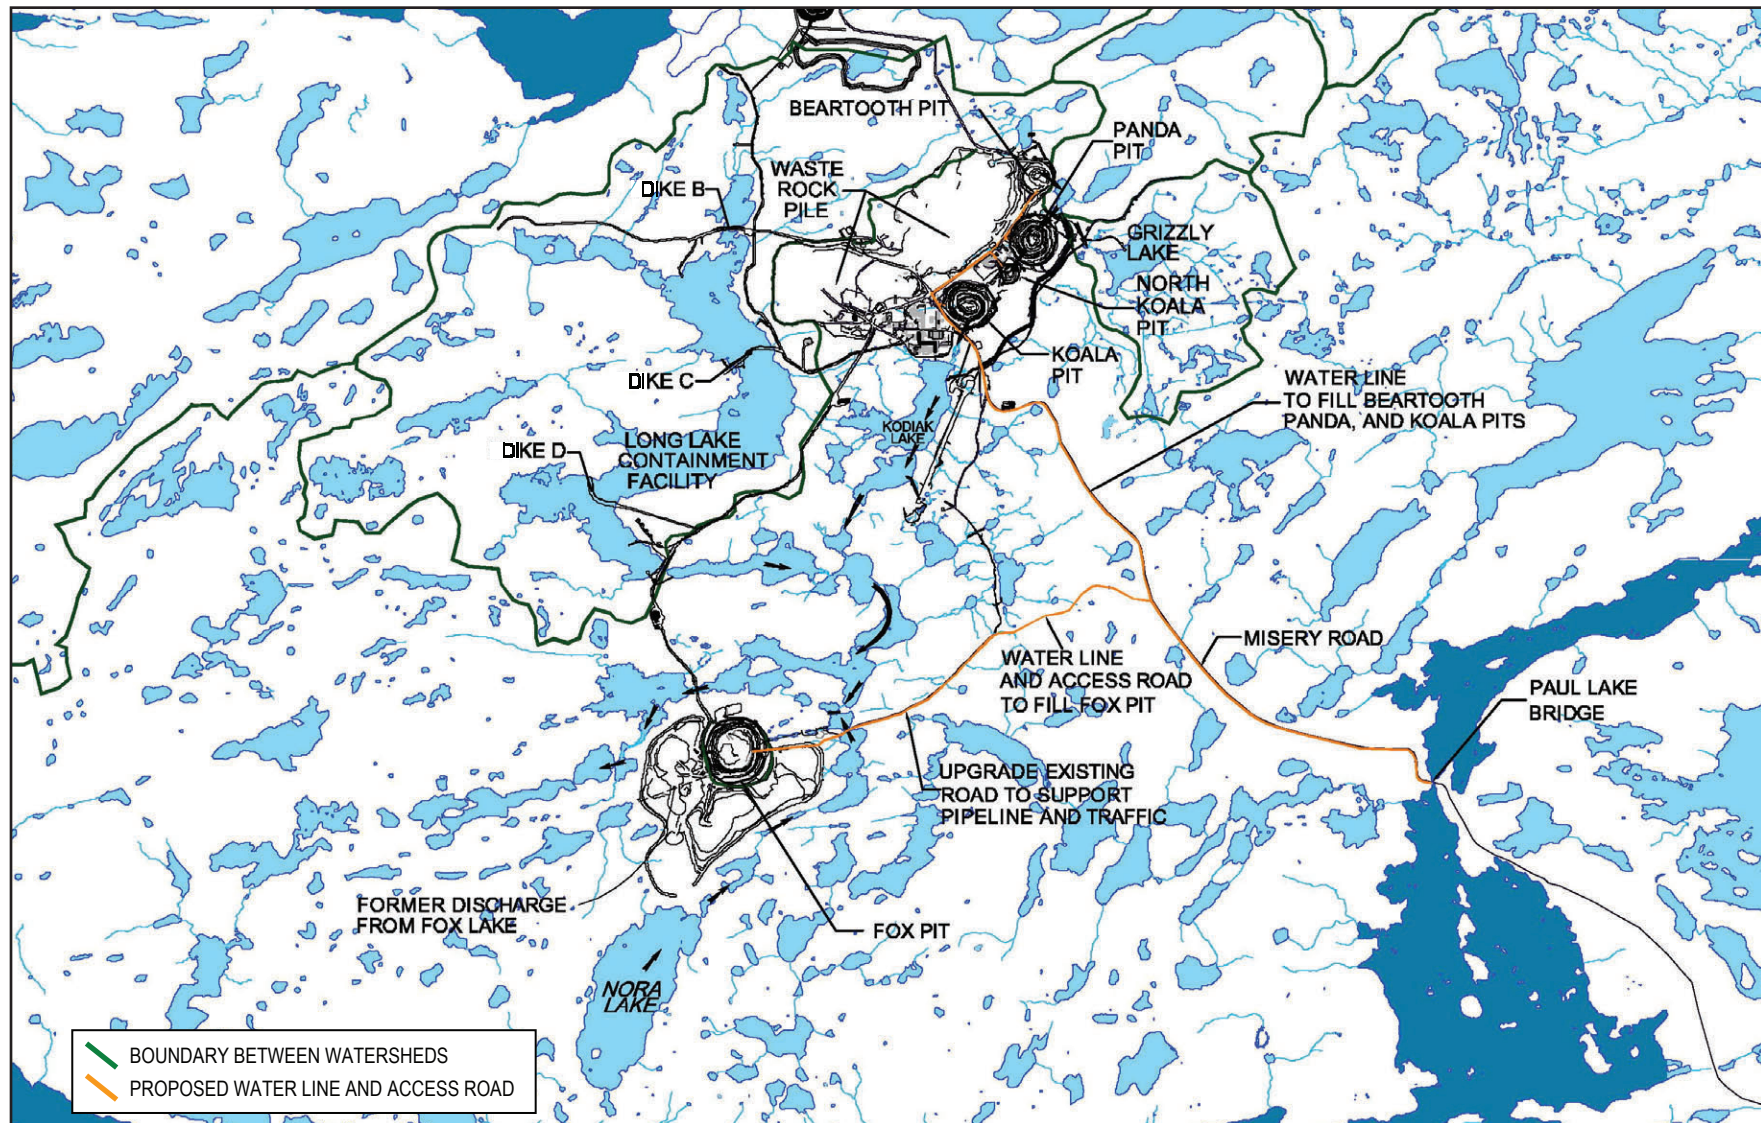 BEARTOOTH PIT
PANDA
PIT
WASTE
ROCK
PILE
DIKE B
GRIZZLY
LAKE
NORTH
KOALA
PIT
KOALA
PIT
DIKE C
WATER LINE
TO FILL BEARTOOTH
PANDA, AND KOALA PITS
KODIAK
LAKE
LONG LAKE
CONTAINMENT
FACILITY
DIKE D
MISERY ROAD
WATER LINE
AND ACCESS ROAD
TO FILL FOX PIT
PAUL LAKE
BRIDGE
UPGRADE EXISTING
ROAD TO SUPPORT
PIPELINE AND TRAFFIC
FORMER DISCHARGE
FROM FOX LAKE
FOX PIT
NORA
LAKE
BOUNDARY BETWEEN WATERSHEDS
PROPOSED WATER LINE AND ACCESS ROAD